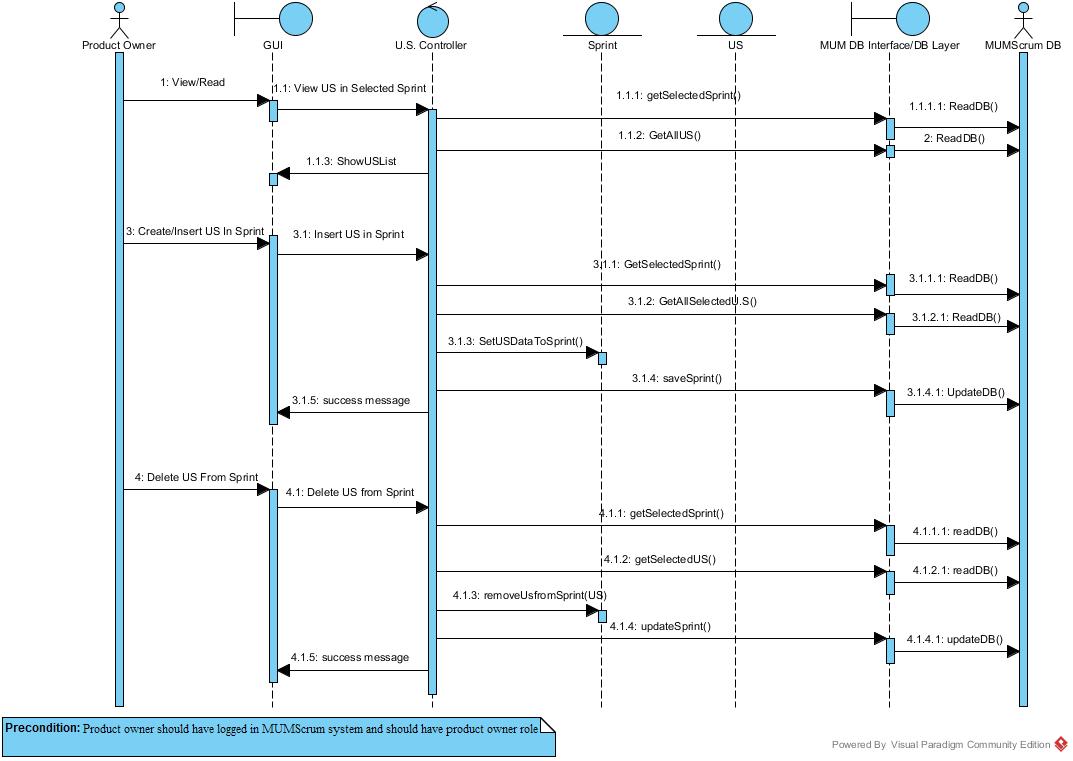 Product Owner
GUI
U.S. Controller
Sprint
US
MUM DB Interface/DB Layer
MUMScrum DB
1: View/Read
1.1: View US in Selected Sprint
1.1.1: getSelectedSprint()
1.1.1.1: ReadDB()
1.1.2: GetAllUS()
2: ReadDB()
1.1.3: ShowUSList
3: Create/Insert US In Sprint
3.1: Insert US in Sprint
3.1.1: GetSelectedSprint()
3.1.1.1: ReadDB()
3.1.2: GetAllSelectedU.S()
3.1.2.1: ReadDB()
3.1.3: SetUSDataToSprint()
3.1.4: saveSprint()
3.1.4.1: UpdateDB()
3.1.5: success message
4: Delete US From Sprint
4.1: Delete US from Sprint
4.1.1: getSelectedSprint()
4.1.1.1: readDB()
4.1.2: getSelectedUS()
4.1.2.1: readDB()
4.1.3: removeUsfromSprint(US)
4.1.4: updateSprint()
4.1.4.1: updateDB()
4.1.5: success message
Precondition: Product owner should have logged in MUMScrum system and should have product owner role
Powered By Visual Paradigm Community Edition